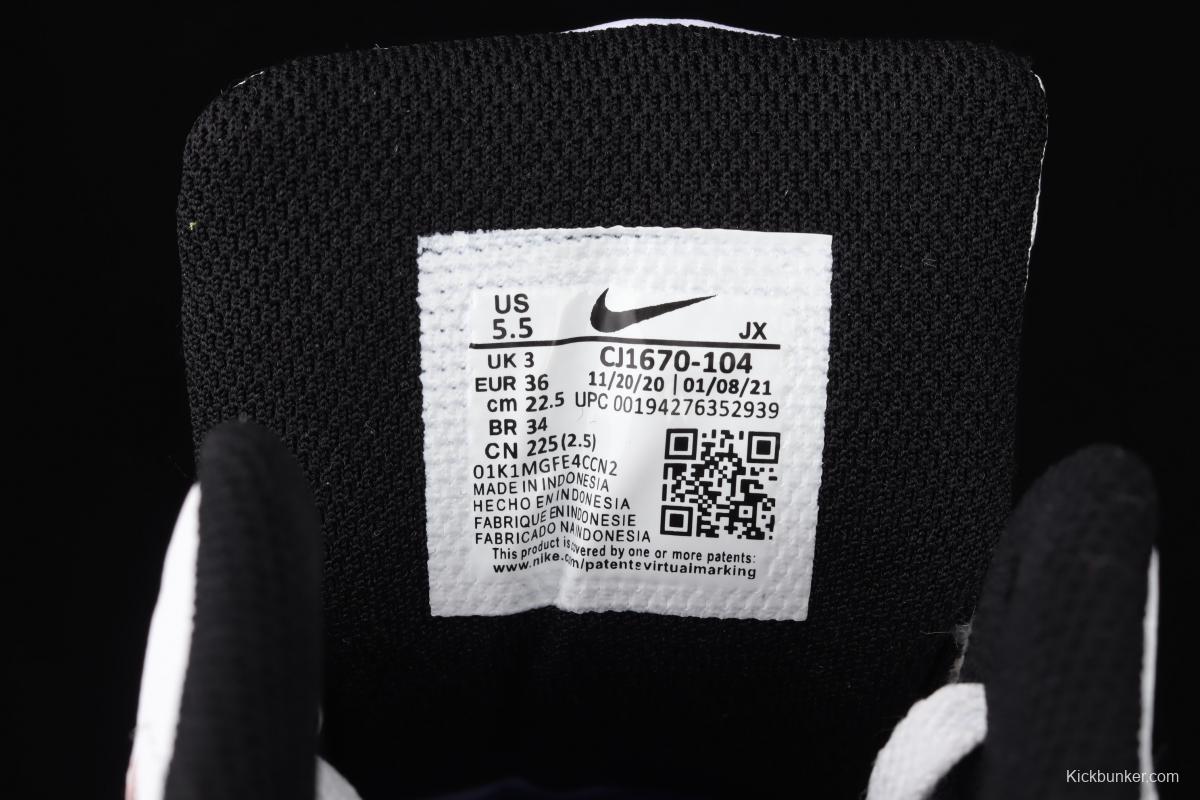 US
5.5
JX
UK 3
EUR 36
cm 22.5
BR 34
CN 225 (2.5)
CJ1670-104
11/20/20 | 01/08/21
UPC 00194276352939
01K1MGFE4CCN2
MADE IN INDONESIA
HECHO EN INDONESIA
FABRIQUE EN INDONESIE
FABRICADO NA INDONESIA
This product is covered by one or more patents:
www.nike.com/patentsvirtualmarking
Kickbunker.com